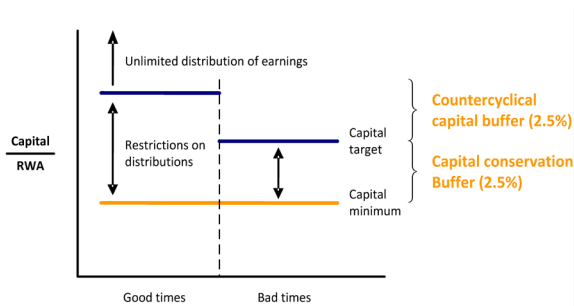 Unlimited distribution of earnings
Countercyclical
capital buffer (2.5%)
Capital
RWA
Restrictions on
distributions
Capital
target
Capital conservation
Buffer (2.5%)
Capital
minimum
Good times
Bad times